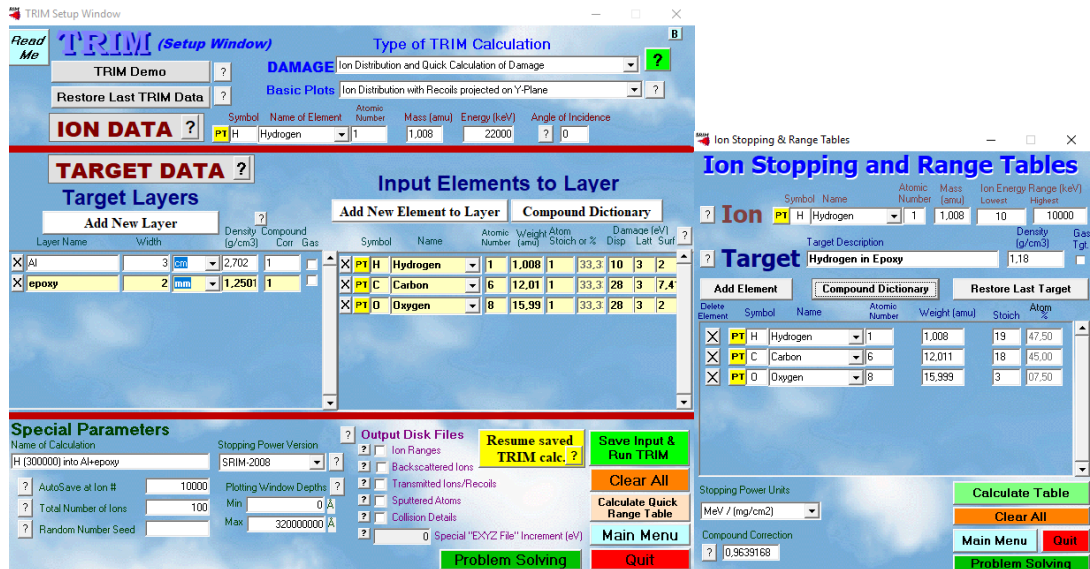 TRIM Setup Window
Read Me
TRIM (Setup Window)
Type of TRIM Calculation
B
TRIM Demo ?
DAMAGE Ion Distribution and Quick Calculation of Damage ?
Restore Last TRIM Data ?
Basic Plots Ion Distribution with Recoils projected on Y-Plane ?
Symbol Name of Element Atomic Number Mass (amu) Energy (keV) Angle of Incidence
ION DATA ? PT H Hydrogen 1 1,008 22000 ? 0
TARGET DATA ?
Target Layers
Input Elements to Layer
Add New Layer ?
Add New Element to Layer Compound Dictionary
Layer Name Width Density (g/cm3) Compound Corr Gas
Symbol Name Atomic Number Weight (amu) Atom Stoich or % Damage (eV) Disp Latt Surf ?
X Al 3 cm 2,702 1
X epoxy 2 mm 1,2501 1
X PT H Hydrogen 1 1,008 1 33,3 10 3 2
X PT C Carbon 6 12,01 1 33,3 28 3 7,4
X PT O Oxygen 8 15,99 1 33,3 28 3 2
Special Parameters
Name of Calculation
H (300000) into Al+epoxy
Stopping Power Version
SRIM-2008 ?
? AutoSave at Ion # 10000
? Total Number of Ions 100
? Random Number Seed
Plotting Window Depths ?
Min 0 Å
Max 320000000 Å
? Output Disk Files
? Ion Ranges
? Backscattered Ions
? Transmitted Ions/Recoils
? Sputtered Atoms
? Collision Details
? 0 Special "EXYZ File" Increment (eV)
Resume saved TRIM calc. ?
Save Input & Run TRIM
Clear All
Calculate Quick Range Table
Main Menu
Problem Solving
Quit
Ion Stopping & Range Tables
Ion Stopping and Range Tables
Symbol Name Atomic Number Mass (amu) Ion Energy Range (keV) Lowest Highest
? Ion PT H Hydrogen 1 1,008 10 10000
Target Description Density (g/cm3) Gas Tgt.
? Target Hydrogen in Epoxy 1,18
Add Element Compound Dictionary Restore Last Target
Delete Element Symbol Name Atomic Number Weight (amu) Stoich Atom %
X PT H Hydrogen 1 1,008 19 47,50
X PT C Carbon 6 12,011 18 45,00
X PT O Oxygen 8 15,999 3 07,50
Stopping Power Units
MeV / (mg/cm2)
Compound Correction
? 0,9639168
Calculate Table
Clear All
Main Menu Quit
Problem Solving